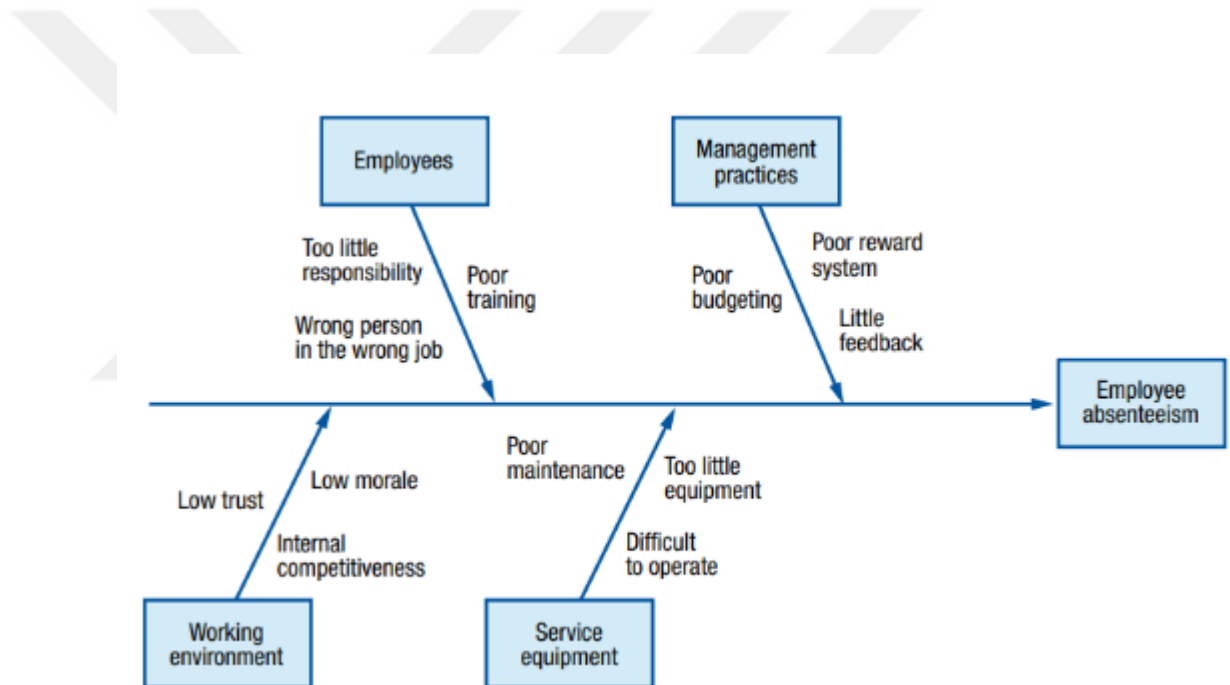 Employees
Management
practices
Too little
responsibility
Poor
training
Wrong person
in the wrong job
Poor
budgeting
Poor reward
system
Little
feedback
Employee
absenteeism
Low trust
Low morale
Internal
competitiveness
Poor
maintenance
Too little
equipment
Difficult
to operate
Working
environment
Service
equipment